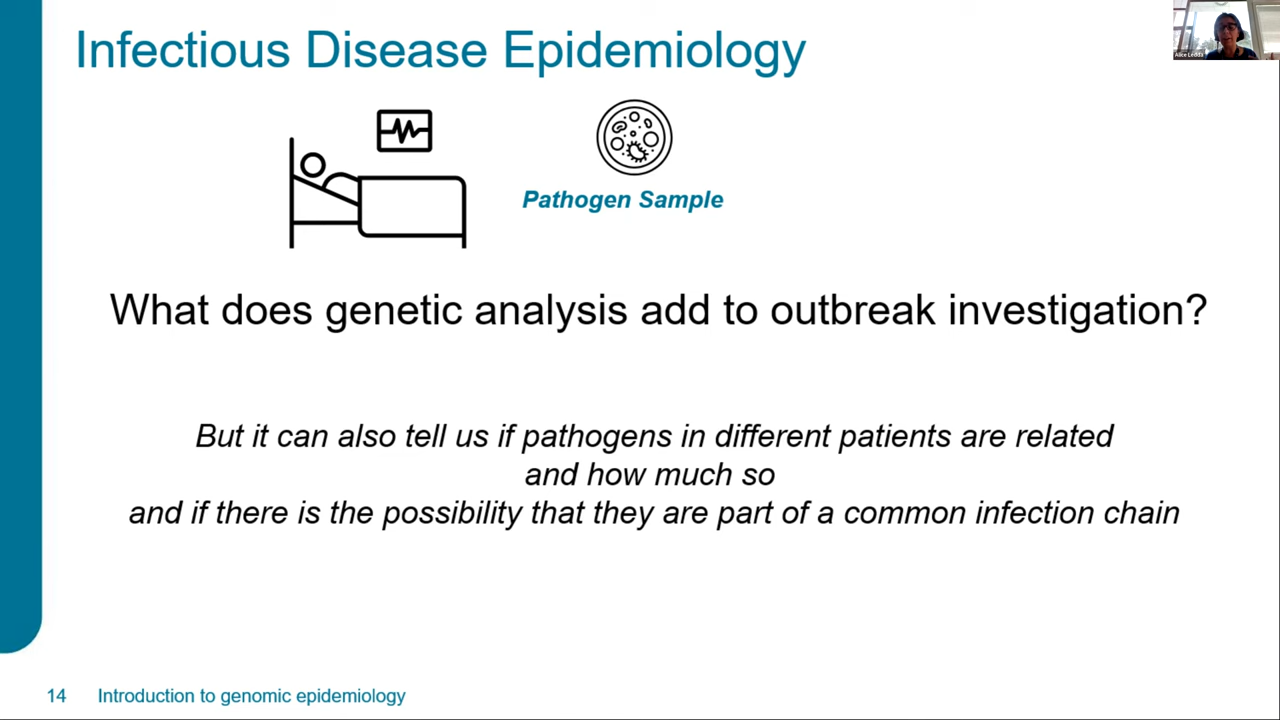 Infectious Disease Epidemiology
Alice Ledda
Pathogen Sample
What does genetic analysis add to outbreak investigation?
But it can also tell us if pathogens in different patients are related
and how much so
and if there is the possibility that they are part of a common infection chain
14 Introduction to genomic epidemiology